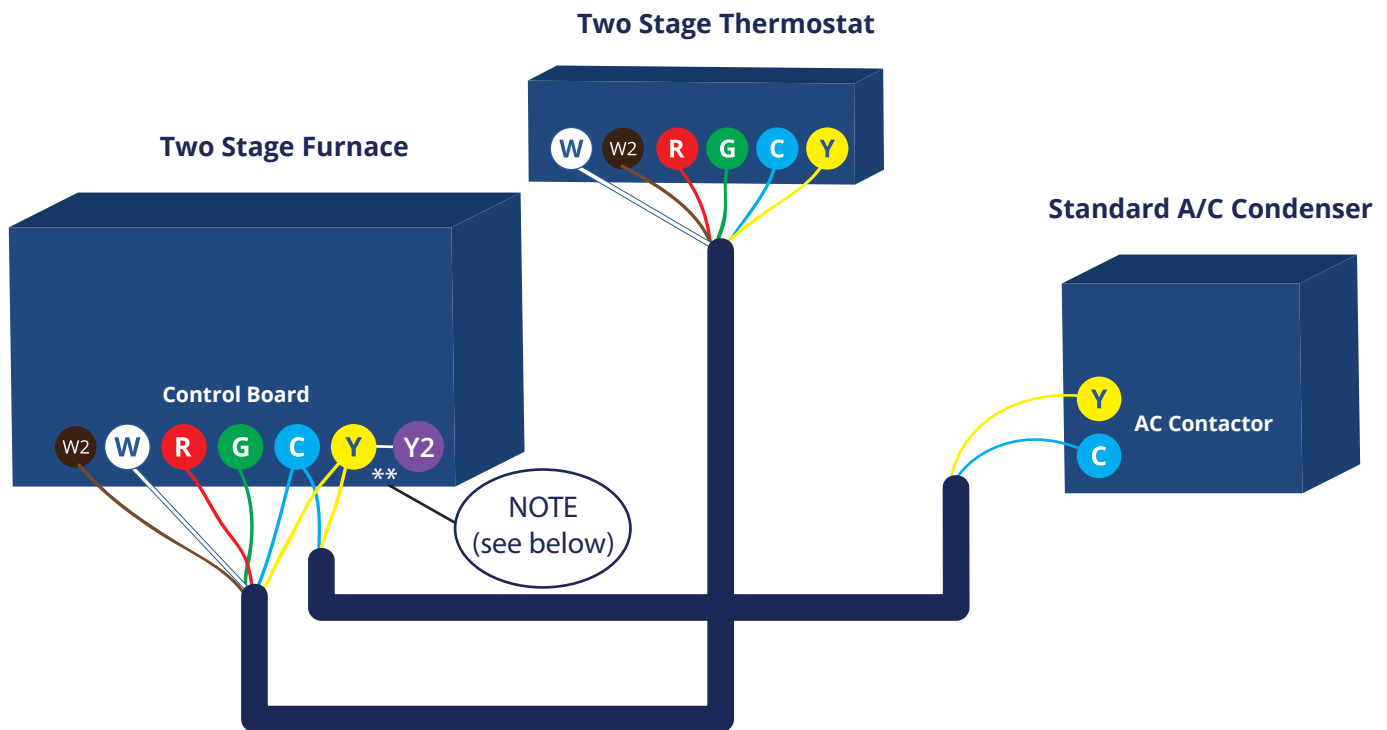 Two Stage Thermostat
W W2 R G C Y
Two Stage Furnace
Control Board
W2 W R G C Y Y2
**
NOTE
(see below)
Standard A/C Condenser
Y
AC Contactor
C